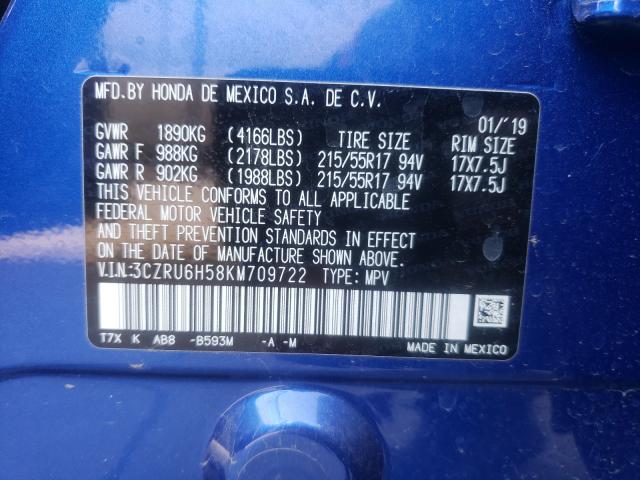 MFD.BY HONDA DE MEXICO S.A. DE C.V.
01/'19
GVWR 1890KG (4166LBS) TIRE SIZE RIM SIZE
GAWR F 988KG (2178LBS) 215/55R17 94V 17X7.5J
GAWR R 902KG (1988LBS) 215/55R17 94V 17X7.5J
THIS VEHICLE CONFORMS TO ALL APPLICABLE
FEDERAL MOTOR VEHICLE SAFETY
AND THEFT PREVENTION STANDARDS IN EFFECT
ON THE DATE OF MANUFACTURE SHOWN ABOVE.
V.I.N.:3CZRU6H58KM709722 TYPE: MPV
T7X K AB8 -B593M -A -M
MADE IN MEXICO